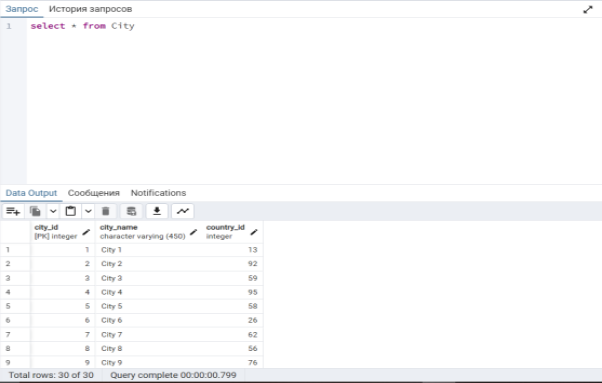 Запрос История запросов
1 select * from City
Data Output Сообщения Notifications
city_id city_name country_id
[PK] integer character varying (450) integer
1 1 City 1 13
2 2 City 2 92
3 3 City 3 59
4 4 City 4 95
5 5 City 5 58
6 6 City 6 26
7 7 City 7 62
8 8 City 8 56
9 9 City 9 76
Total rows: 30 of 30 Query complete 00:00:00.799